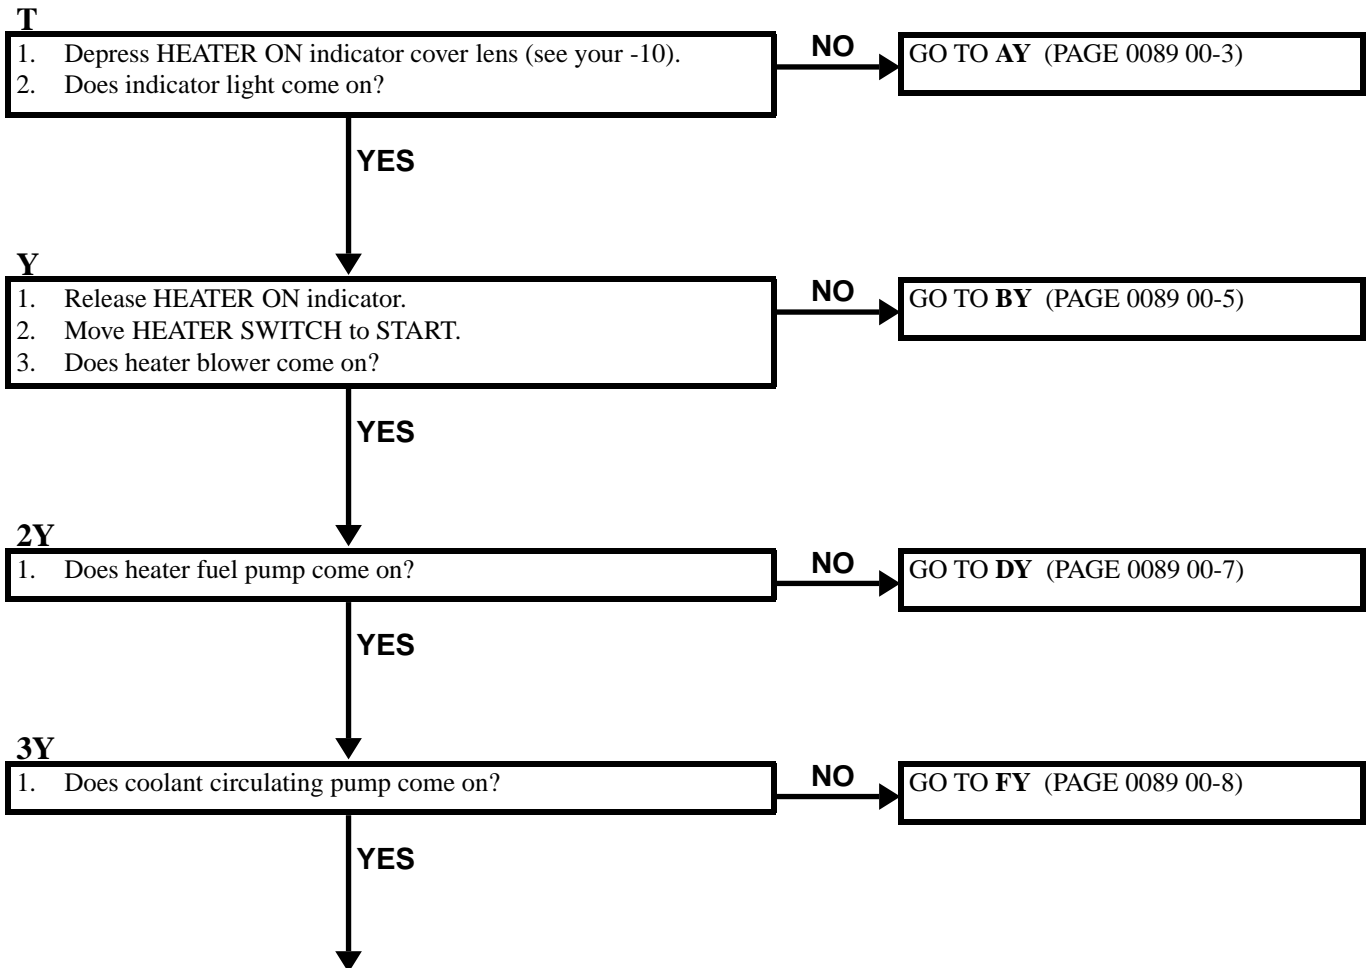 T
1. Depress HEATER ON indicator cover lens (see your -10).
2. Does indicator light come on?
NO
GO TO AY (PAGE 0089 00-3)
YES
Y
1. Release HEATER ON indicator.
2. Move HEATER SWITCH to START.
3. Does heater blower come on?
NO
GO TO BY (PAGE 0089 00-5)
YES
2Y
1. Does heater fuel pump come on?
NO
GO TO DY (PAGE 0089 00-7)
YES
3Y
1. Does coolant circulating pump come on?
NO
GO TO FY (PAGE 0089 00-8)
YES